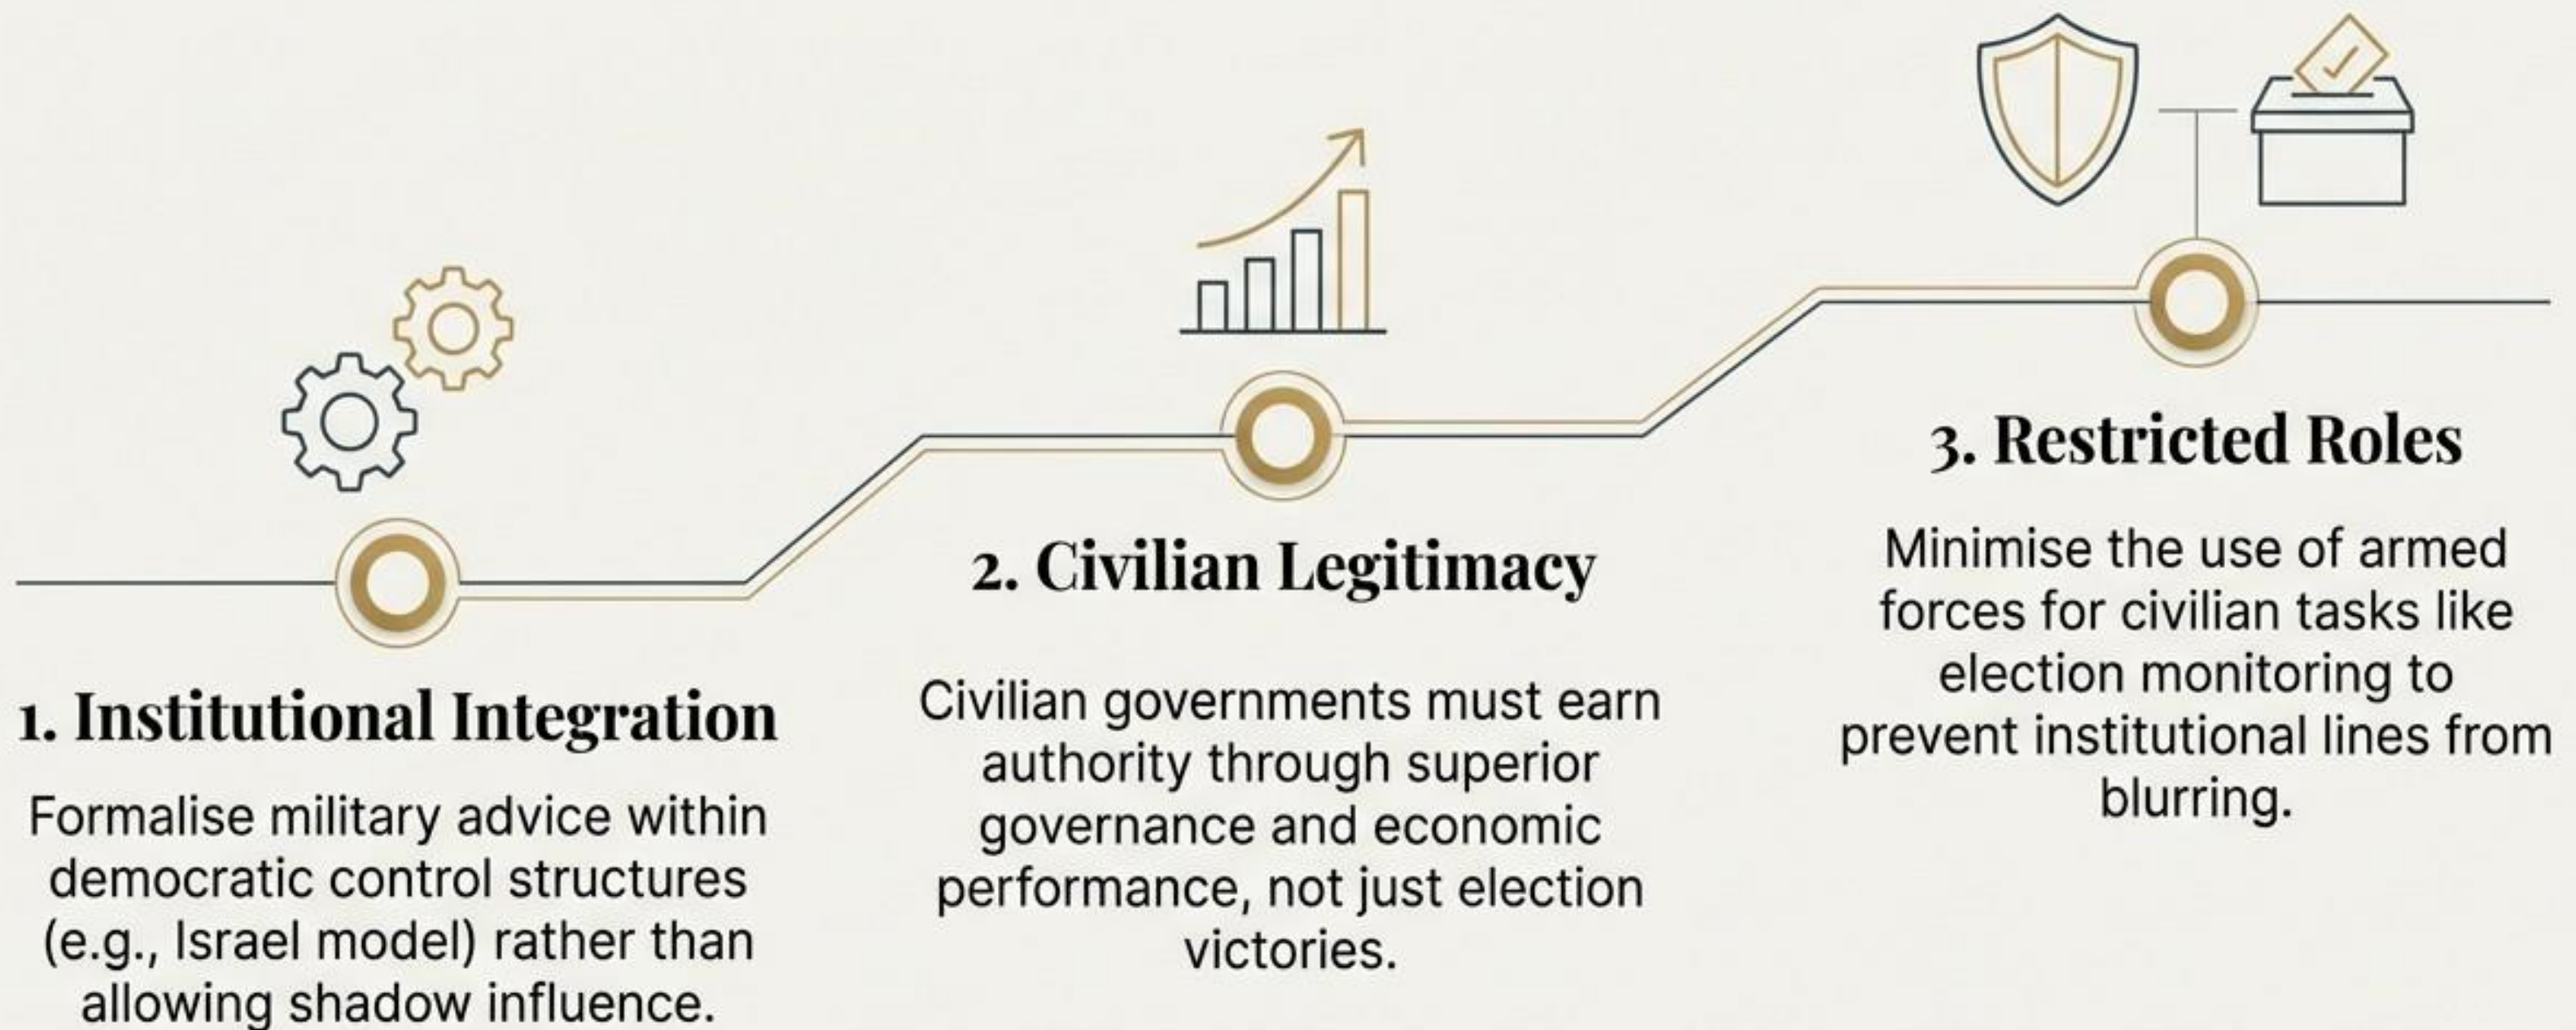 1. Institutional Integration
Formalise military advice within
democratic control structures
(e.g., Israel model) rather than
allowing shadow influence.
2. Civilian Legitimacy
Civilian governments must earn
authority through superior
governance and economic
performance, not just election
victories.
3. Restricted Roles
Minimise the use of armed
forces for civilian tasks like
election monitoring to
prevent institutional lines from
blurring.